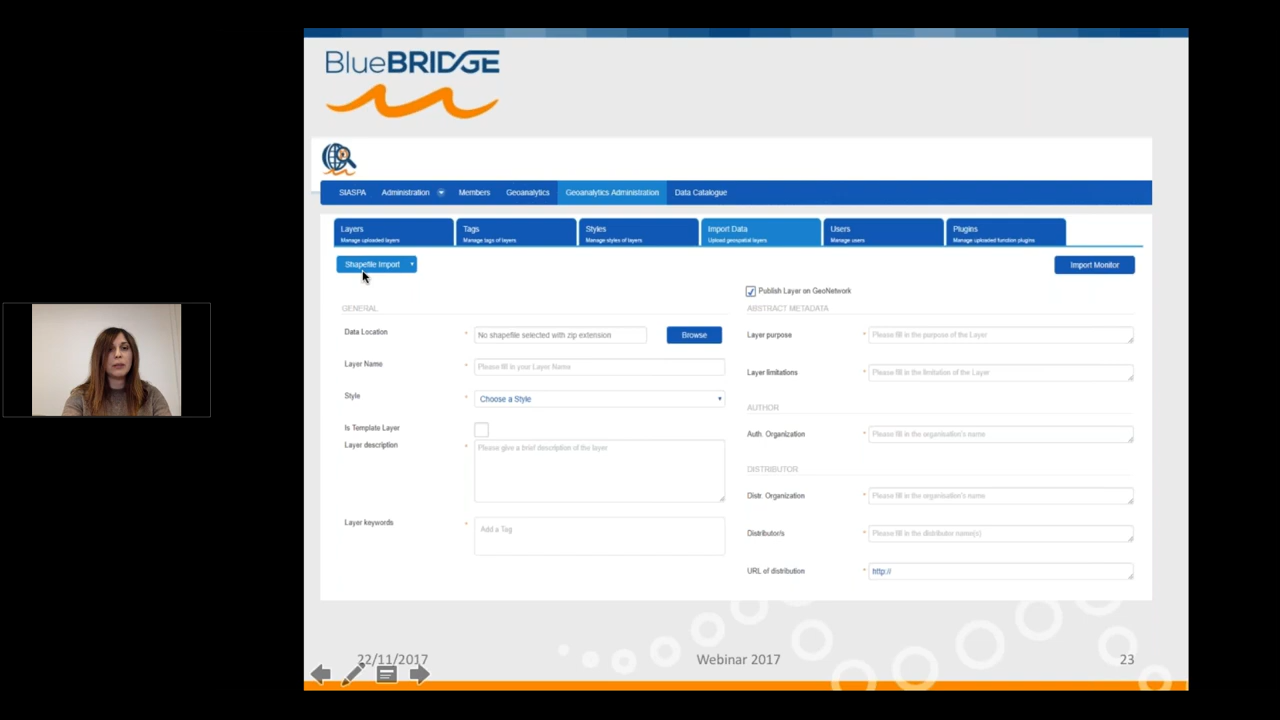 BlueBRIDGE
SIASPA Administration Members Geoanalytics Geoanalytics Administration Data Catalogue
Layers Tags Styles Import Data Users Plugins
Manage uploaded layers Manage tags of layers Manage styles of layers Upload geospatial layers Manage users Manage uploaded function plugins
Shapefile Import Import Monitor
Publish Layer on GeoNetwork
GENERAL
Data Location * No shapefile selected with zip extension Browse
Layer Name * Please fill in your Layer Name
Style * Choose a Style
Is Template Layer
Layer description * Please give a brief description of the layer
Layer keywords * Add a Tag
ABSTRACT METADATA
Layer purpose * Please fill in the purpose of the Layer
Layer limitations * Please fill in the limitation of the Layer
AUTHOR
Auth. Organization * Please fill in the organisation's name
DISTRIBUTOR
Distr. Organization * Please fill in the organisation's name
Distributor/s * Please fill in the distributor name(s)
URL of distribution * http://
22/11/2017 Webinar 2017 23